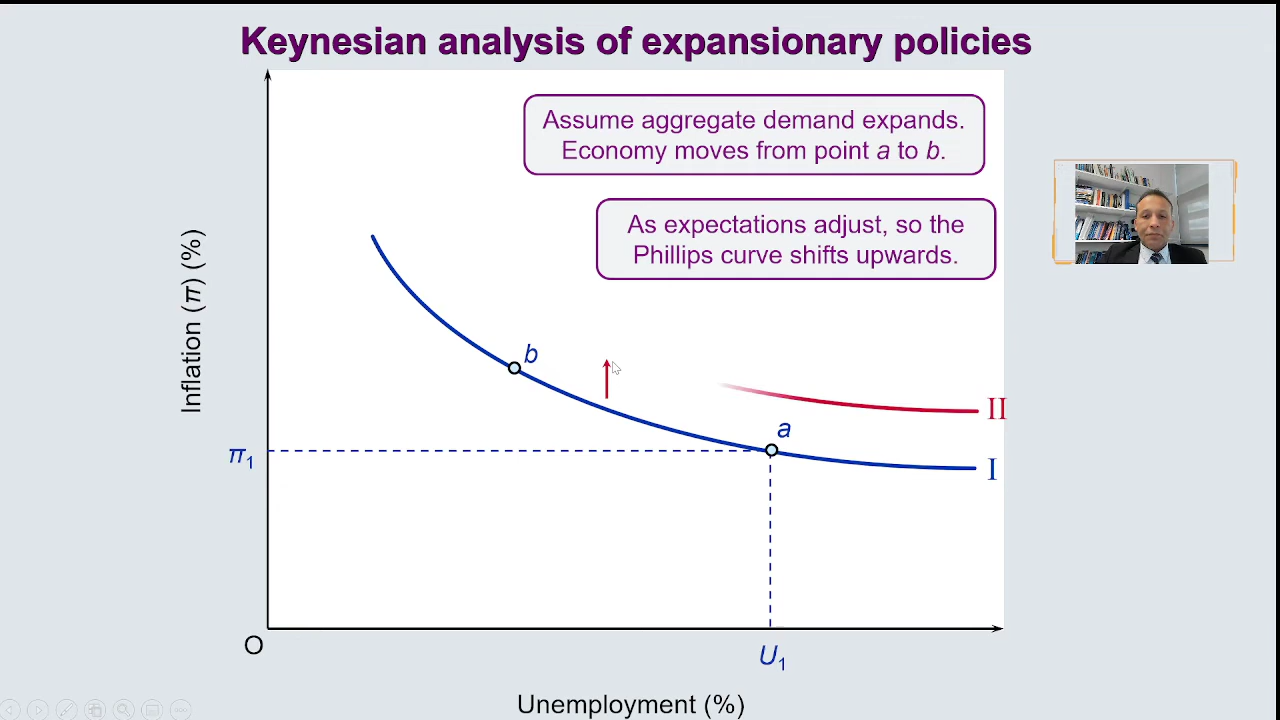 Keynesian analysis of expansionary policies
Assume aggregate demand expands.
Economy moves from point a to b.
As expectations adjust, so the
Phillips curve shifts upwards.
Inflation (π) (%)
b
a
II
I
π1
O
U1
Unemployment (%)